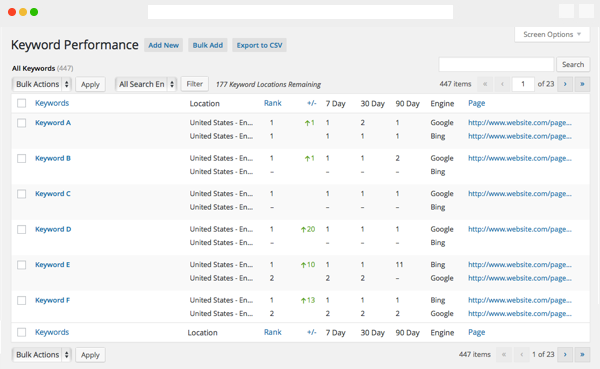 Screen Options
Keyword Performance Add New Bulk Add Export to CSV
All Keywords (447)
Search
Bulk Actions Apply All Search En Filter 177 Keyword Locations Remaining 447 items « ‹ 1 of 23 › »
Keywords Location Rank +/- 7 Day 30 Day 90 Day Engine Page
Keyword A United States - En... 1 ↑1 1 2 1 Google http://www.website.com/page...
United States - En... 1 1 1 1 Bing http://www.website.com/page...
Keyword B United States - En... 1 ↑1 1 1 2 Google http://www.website.com/page...
United States - En... – – – – Bing
Keyword C United States - En... 1 1 1 1 Google http://www.website.com/page...
United States - En... – – – – Bing
Keyword D United States - En... 1 ↑20 1 1 1 Google http://www.website.com/page...
United States - En... – – – – Bing
Keyword E United States - En... 1 ↑10 1 1 11 Bing http://www.website.com/page...
United States - En... 2 2 2 – Google http://www.website.com/page...
Keyword F United States - En... 1 ↑13 1 1 1 Bing http://www.website.com/page...
United States - En... 2 2 2 2 Google http://www.website.com/page...
Keywords Location Rank +/- 7 Day 30 Day 90 Day Engine Page
Bulk Actions Apply 447 items « ‹ 1 of 23 › »